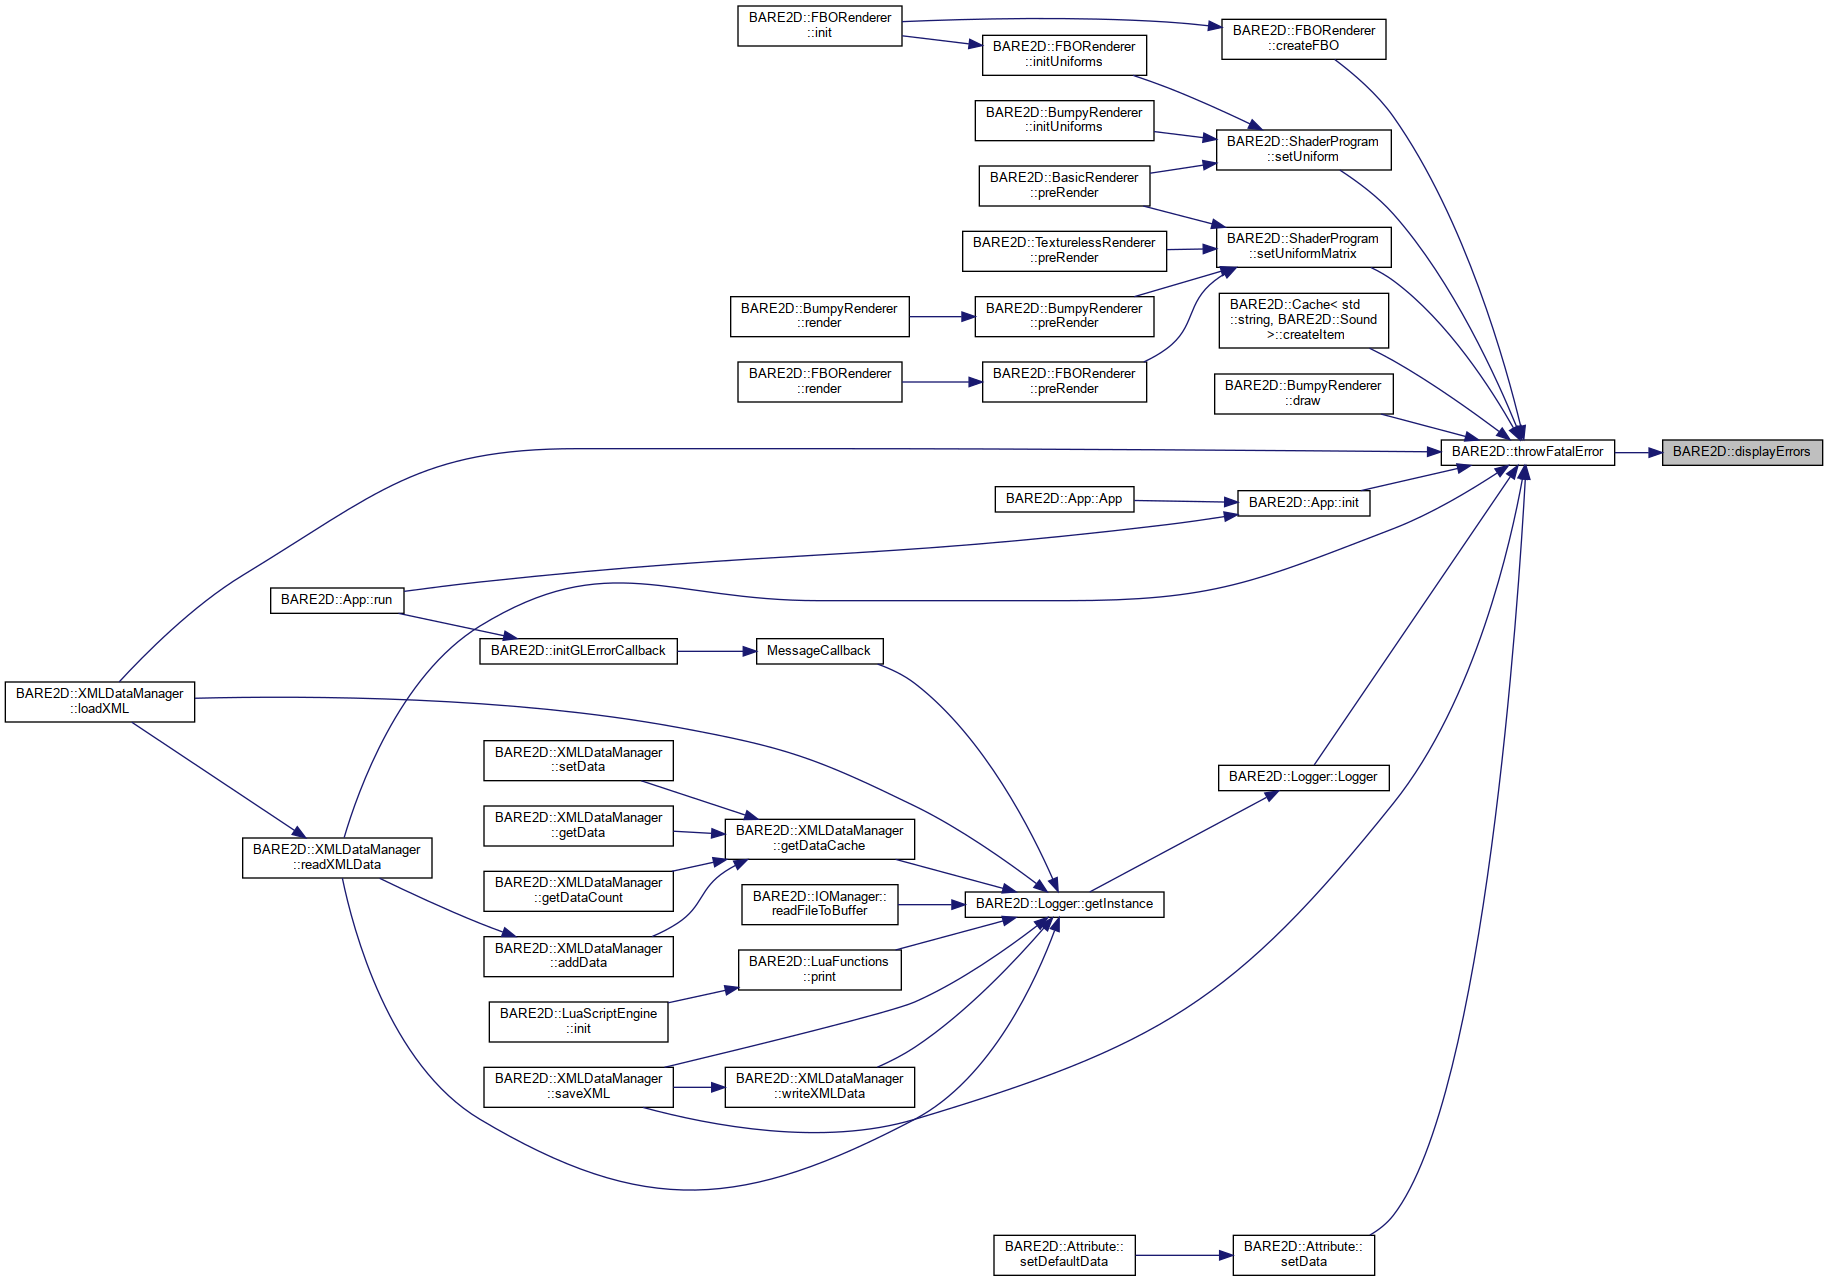 BARE2D::FBORenderer
::init
BARE2D::FBORenderer
::createFBO
BARE2D::FBORenderer
::initUniforms
BARE2D::BumpyRenderer
::initUniforms
BARE2D::ShaderProgram
::setUniform
BARE2D::BasicRenderer
::preRender
BARE2D::TexturelessRenderer
::preRender
BARE2D::ShaderProgram
::setUniformMatrix
BARE2D::BumpyRenderer
::render
BARE2D::BumpyRenderer
::preRender
BARE2D::Cache< std
::string, BARE2D::Sound
>::createItem
BARE2D::FBORenderer
::render
BARE2D::FBORenderer
::preRender
BARE2D::BumpyRenderer
::draw
BARE2D::throwFatalError
BARE2D::displayErrors
BARE2D::App::App
BARE2D::App::init
BARE2D::App::run
BARE2D::initGLErrorCallback
MessageCallback
BARE2D::XMLDataManager
::loadXML
BARE2D::XMLDataManager
::setData
BARE2D::Logger::Logger
BARE2D::XMLDataManager
::getData
BARE2D::XMLDataManager
::getDataCache
BARE2D::XMLDataManager
::readXMLData
BARE2D::XMLDataManager
::getDataCount
BARE2D::IOManager::
readFileToBuffer
BARE2D::Logger::getInstance
BARE2D::XMLDataManager
::addData
BARE2D::LuaFunctions
::print
BARE2D::LuaScriptEngine
::init
BARE2D::XMLDataManager
::saveXML
BARE2D::XMLDataManager
::writeXMLData
BARE2D::Attribute::
setDefaultData
BARE2D::Attribute::
setData